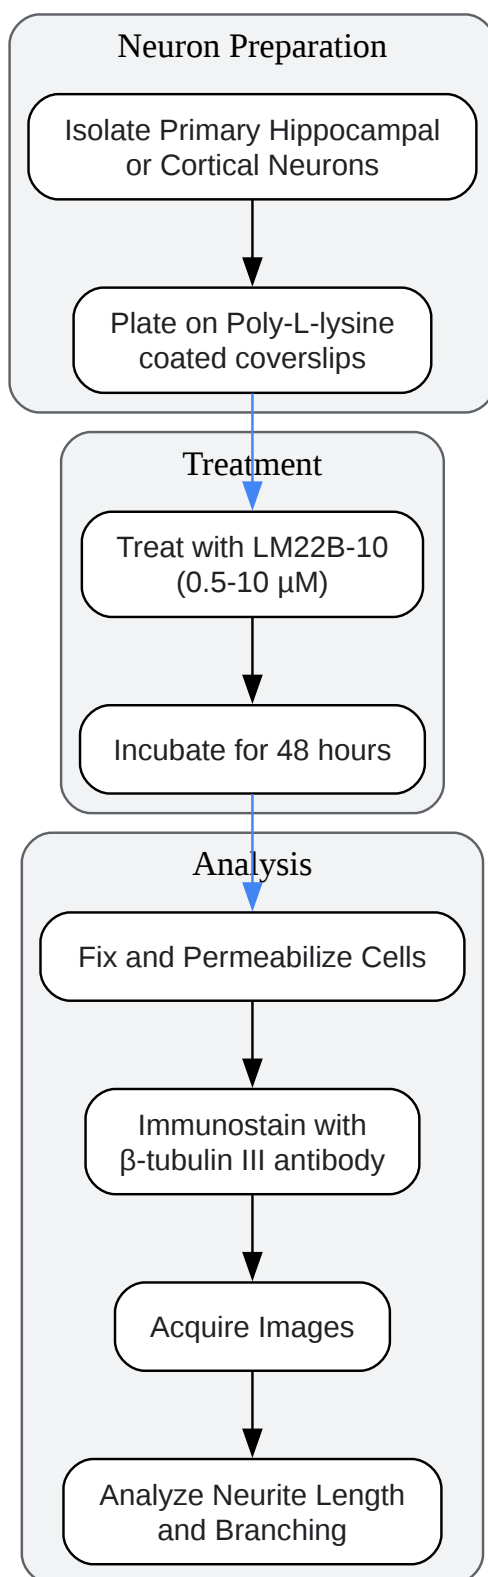 Neuron Preparation
Isolate Primary Hippocampal
or Cortical Neurons
Plate on Poly-L-lysine
coated coverslips
Treatment
Treat with LM22B-10
(0.5-10 µM)
Incubate for 48 hours
Analysis
Fix and Permeabilize Cells
Immunostain with
β-tubulin III antibody
Acquire Images
Analyze Neurite Length
and Branching